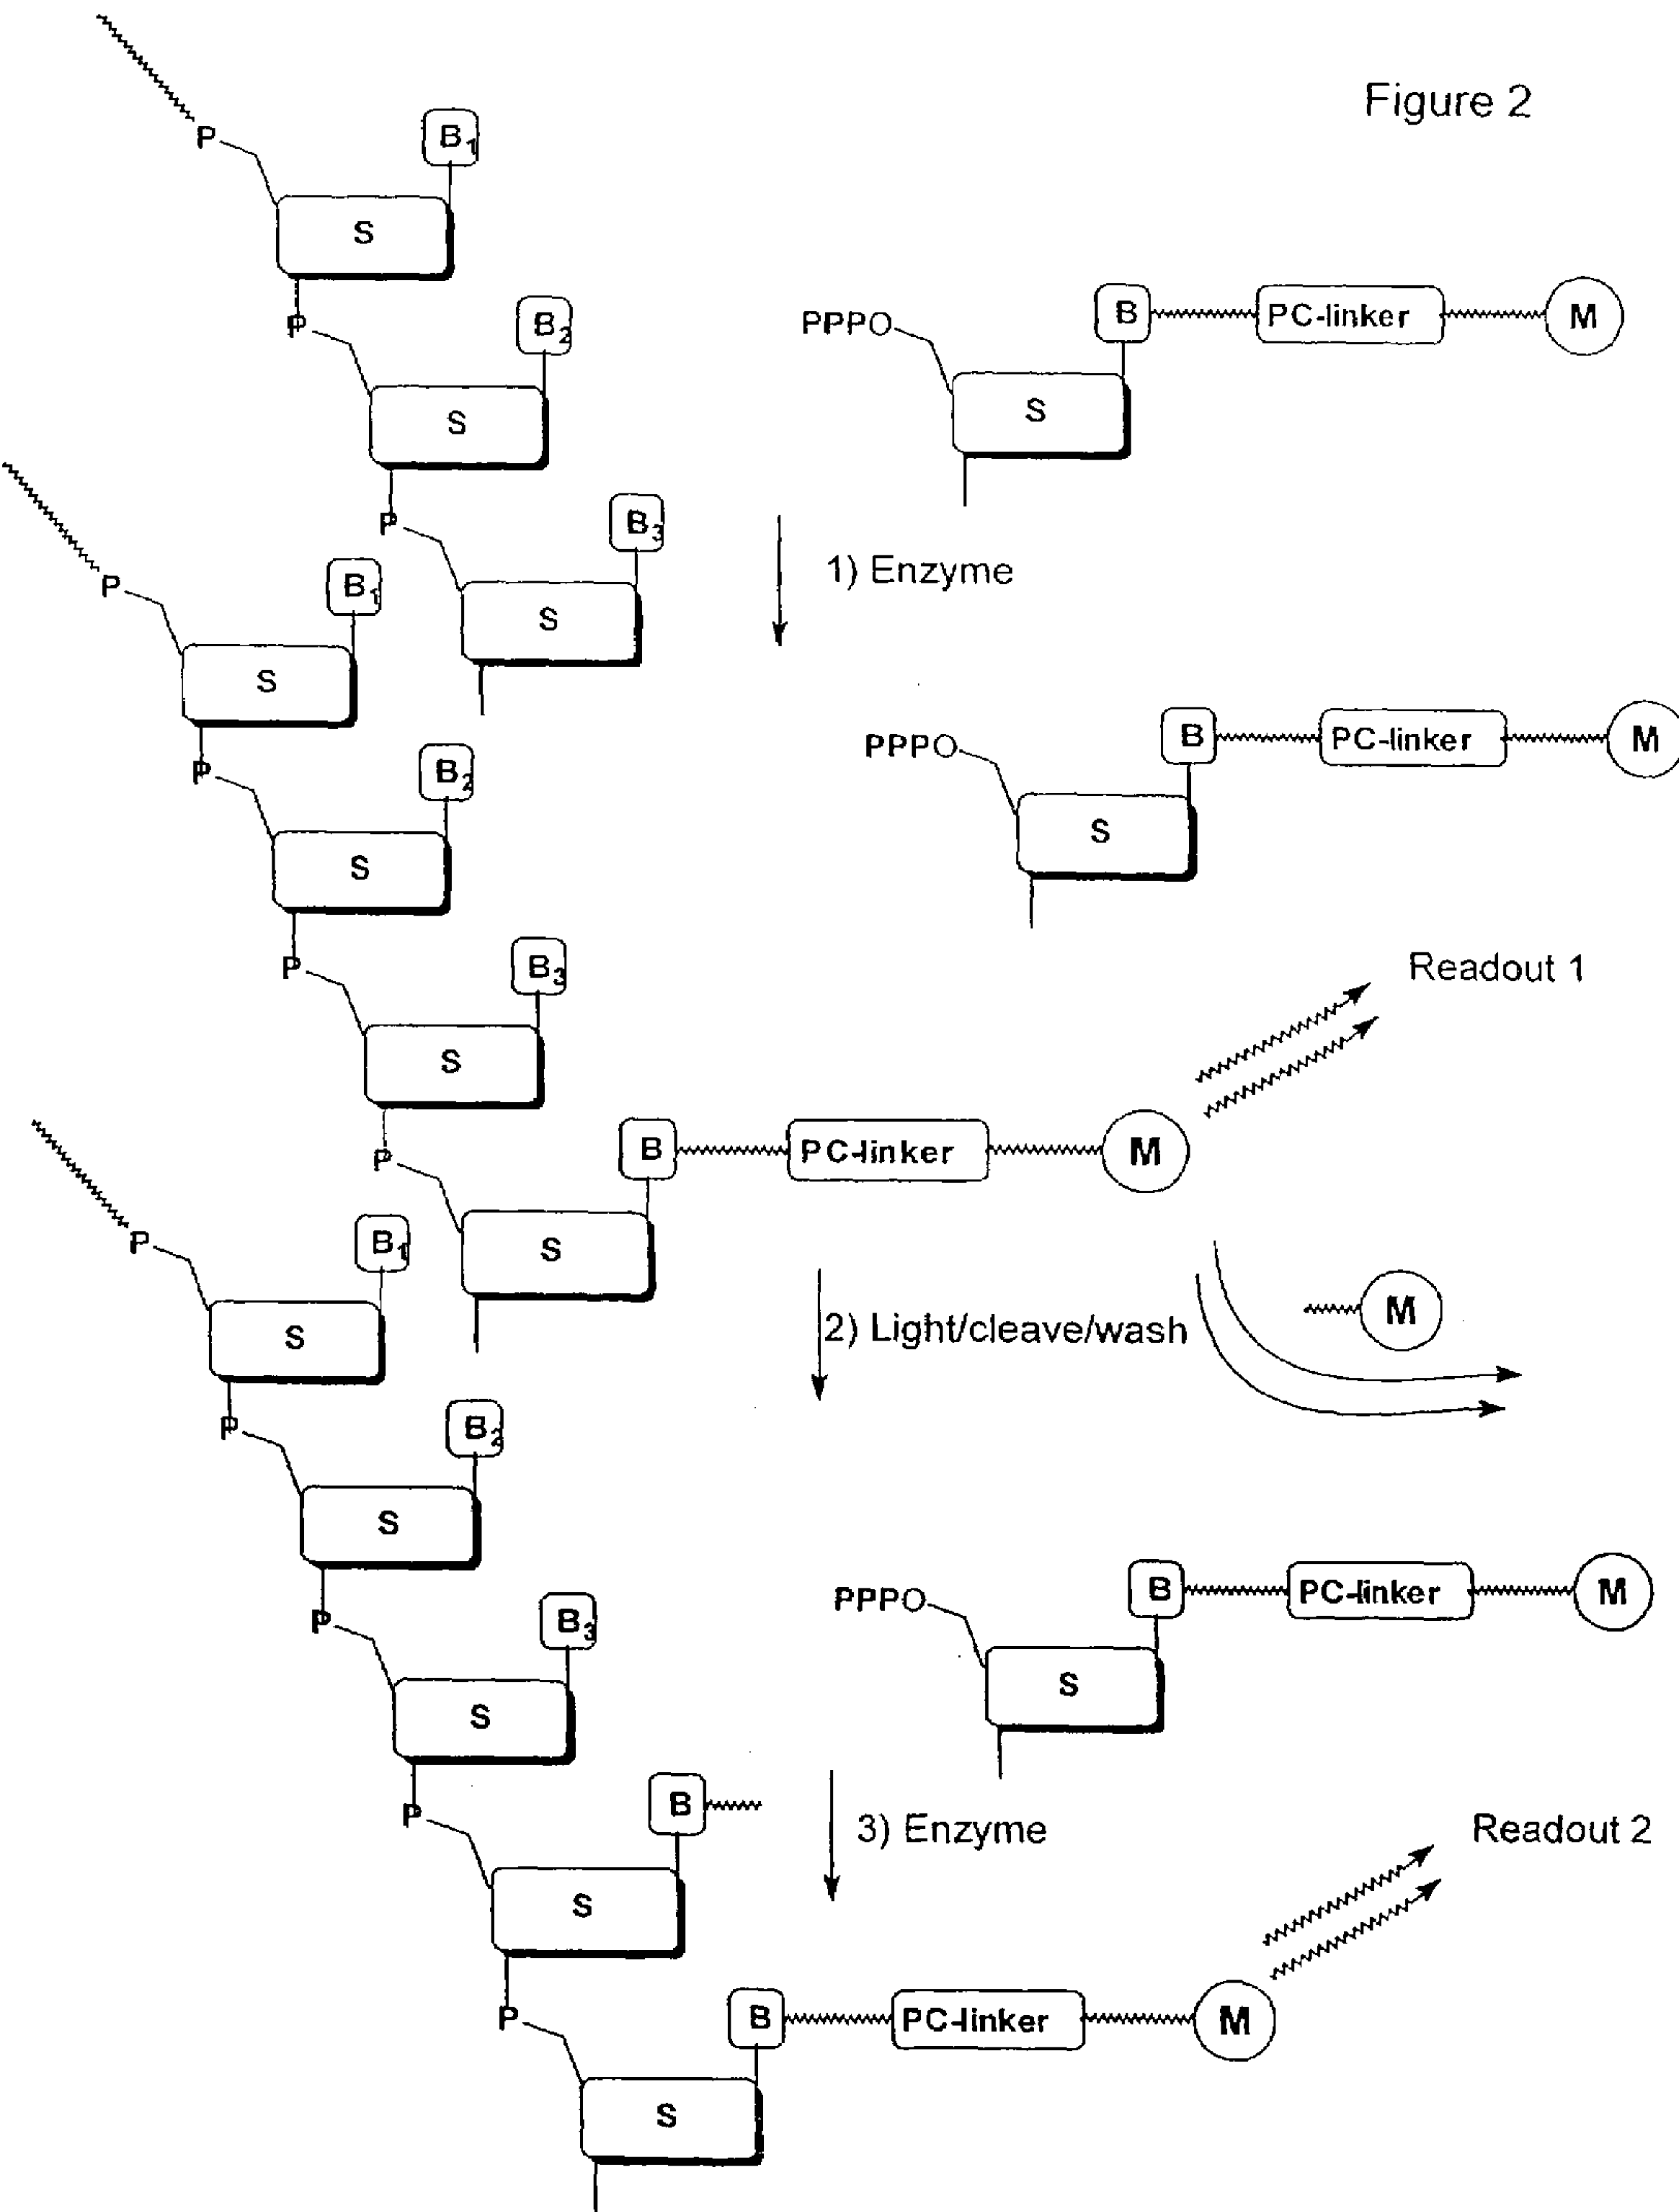 Figure 2
P
B1
S
P
B2
S
P
B3
S
PPPO
B
PC-linker
M
S
1) Enzyme
P
B1
S
P
B2
S
P
B3
S
P
B
PC-linker
M
S
PPPO
B
PC-linker
M
S
Readout 1
2) Light/cleave/wash
M
P
B1
S
P
B2
S
P
B3
S
P
B
S
PPPO
B
PC-linker
M
S
3) Enzyme
Readout 2
P
B
PC-linker
M
S